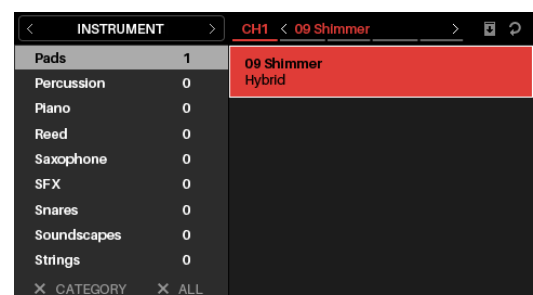 INSTRUMENT
CH1 09 Shimmer
Pads 1
Percussion 0
Piano 0
Reed 0
Saxophone 0
SFX 0
Snares 0
Soundscapes 0
Strings 0
CATEGORY ALL
09 Shimmer
Hybrid